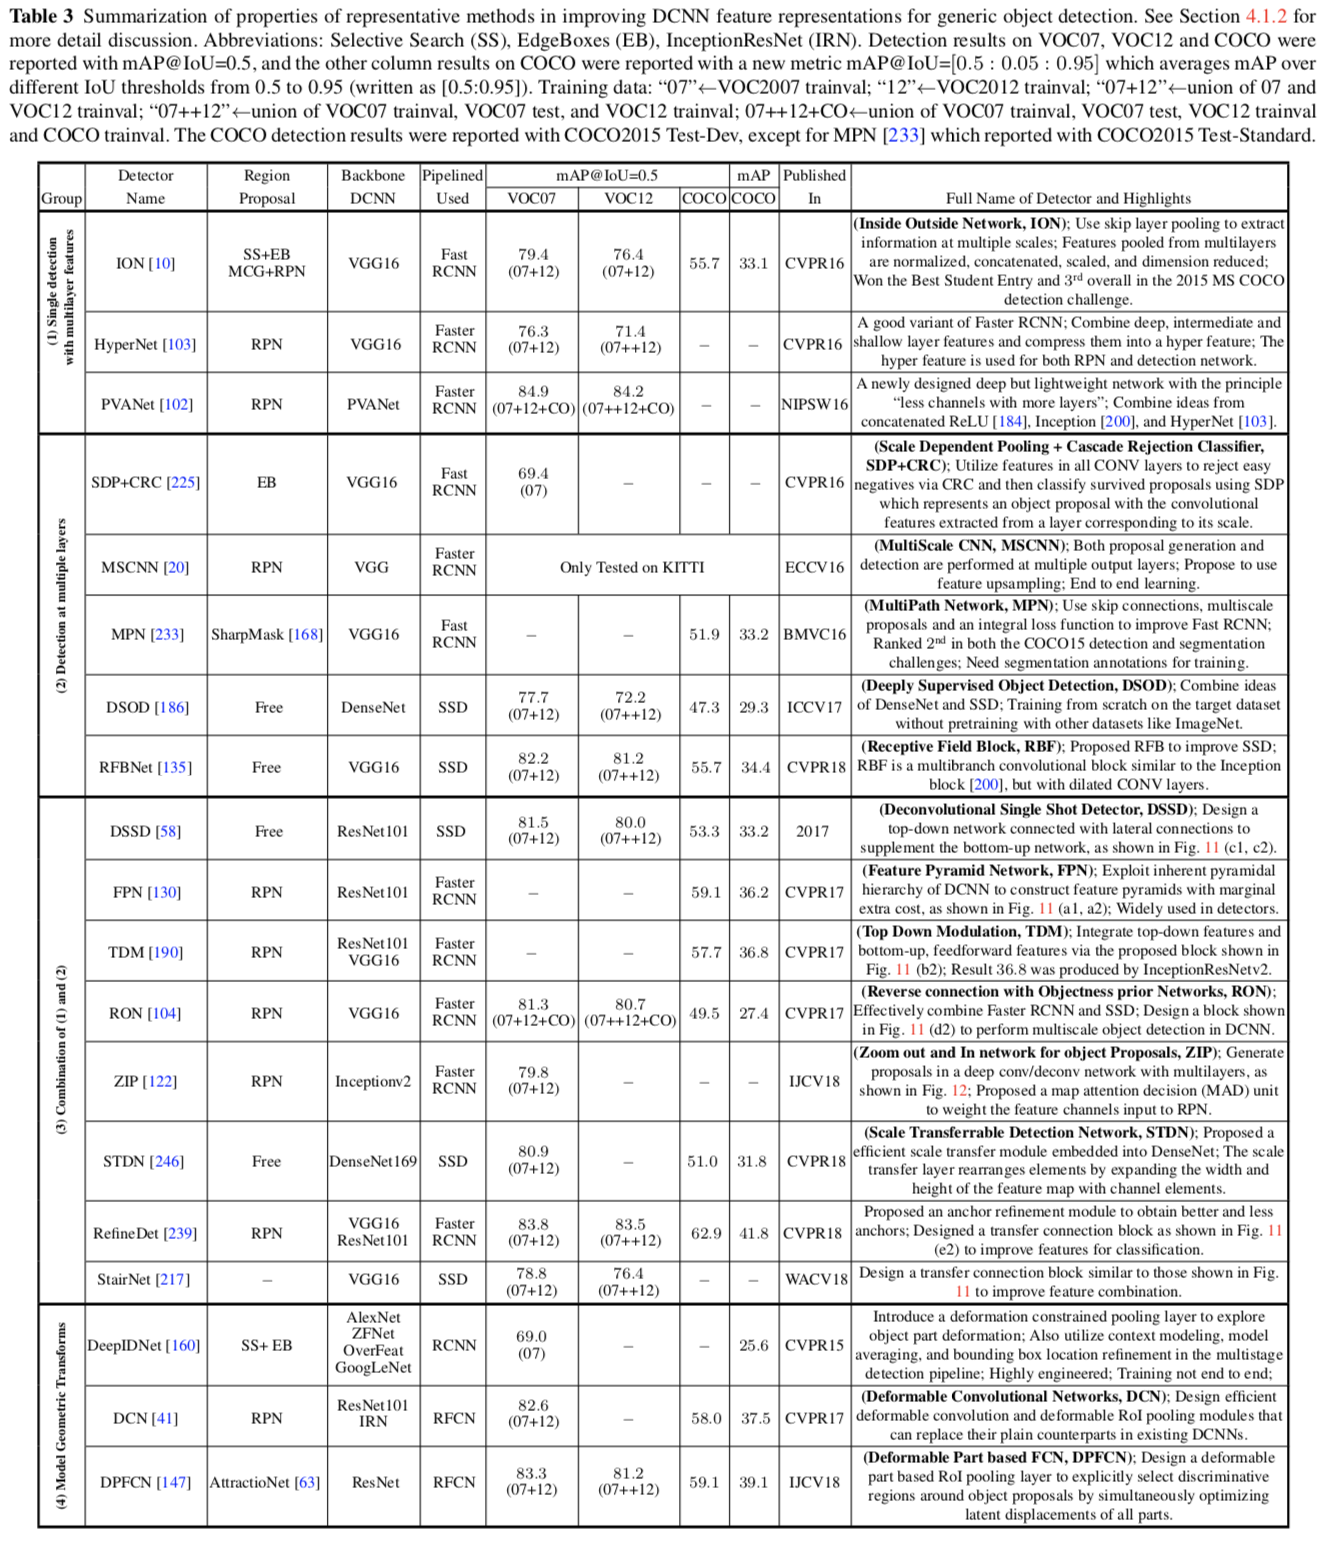 Table 3 Summarization of properties of representative methods in improving DCNN feature representations for generic object detection. See Section 4.1.2 for
more detail discussion. Abbreviations: Selective Search (SS), EdgeBoxes (EB), InceptionResNet (IRN). Detection results on VOC07, VOC12 and COCO were
reported with mAP@IoU=0.5, and the other column results on COCO were reported with a new metric mAP@IoU=[0.5 : 0.05 : 0.95] which averages mAP over
different IoU thresholds from 0.5 to 0.95 (written as [0.5:0.95]). Training data: “07”←VOC2007 trainval; “12”←VOC2012 trainval; “07+12”←union of 07 and
VOC12 trainval; “07++12”←union of VOC07 trainval, VOC07 test, and VOC12 trainval; 07++12+CO←union of VOC07 trainval, VOC07 test, VOC12 trainval
and COCO trainval. The COCO detection results were reported with COCO2015 Test-Dev, except for MPN [233] which reported with COCO2015 Test-Standard.
Detector Region Backbone Pipelined mAP@IoU=0.5 mAP Published
Group Name Proposal DCNN Used VOC07 VOC12 COCO COCO In Full Name of Detector and Highlights
(1) Single detection
with multilayer features
(Inside Outside Network, ION); Use skip layer pooling to extract
SS+EB Fast 79.4 76.4 information at multiple scales; Features pooled from multilayers
ION [10] VGG16 55.7 33.1 CVPR16 are normalized, concatenated, scaled, and dimension reduced;
MCG+RPN RCNN (07+12) (07+12) Won the Best Student Entry and 3rd overall in the 2015 MS COCO
detection challenge.
Faster 76.3 71.4 A good variant of Faster RCNN; Combine deep, intermediate and
HyperNet [103] RPN VGG16 RCNN (07+12) (07++12) – – CVPR16 shallow layer features and compress them into a hyper feature; The
hyper feature is used for both RPN and detection network.
Faster 84.9 84.2 A newly designed deep but lightweight network with the principle
PVANet [102] RPN PVANet RCNN (07+12+CO) (07++12+CO) – – NIPSW16 “less channels with more layers”; Combine ideas from
concatenated ReLU [184], Inception [200], and HyperNet [103].
(2) Detection at multiple layers
(Scale Dependent Pooling + Cascade Rejection Classifier,
Fast 69.4 SDP+CRC); Utilize features in all CONV layers to reject easy
SDP+CRC [225] EB VGG16 RCNN (07) – – – CVPR16 negatives via CRC and then classify survived proposals using SDP
which represents an object proposal with the convolutional
features extracted from a layer corresponding to its scale.
Faster (MultiScale CNN, MSCNN); Both proposal generation and
MSCNN [20] RPN VGG RCNN Only Tested on KITTI ECCV16 detection are performed at multiple output layers; Propose to use
feature upsampling; End to end learning.
(MultiPath Network, MPN); Use skip connections, multiscale
Fast proposals and an integral loss function to improve Fast RCNN;
MPN [233] SharpMask [168] VGG16 RCNN – – 51.9 33.2 BMVC16 Ranked 2nd in both the COCO15 detection and segmentation
challenges; Need segmentation annotations for training.
77.7 72.2 (Deeply Supervised Object Detection, DSOD); Combine ideas
DSOD [186] Free DenseNet SSD (07+12) (07++12) 47.3 29.3 ICCV17 of DenseNet and SSD; Training from scratch on the target dataset
without pretraining with other datasets like ImageNet.
82.2 81.2 (Receptive Field Block, RBF); Proposed RFB to improve SSD;
RFBNet [135] Free VGG16 SSD (07+12) (07++12) 55.7 34.4 CVPR18 RBF is a multibranch convolutional block similar to the Inception
block [200], but with dilated CONV layers.
(3) Combination of (1) and (2)
81.5 80.0 (Deconvolutional Single Shot Detector, DSSD); Design a
DSSD [58] Free ResNet101 SSD (07+12) (07++12) 53.3 33.2 2017 top-down network connected with lateral connections to
supplement the bottom-up network, as shown in Fig. 11 (c1, c2).
Faster (Feature Pyramid Network, FPN); Exploit inherent pyramidal
FPN [130] RPN ResNet101 RCNN – – 59.1 36.2 CVPR17 hierarchy of DCNN to construct feature pyramids with marginal
extra cost, as shown in Fig. 11 (a1, a2); Widely used in detectors.
ResNet101 Faster (Top Down Modulation, TDM); Integrate top-down features and
TDM [190] RPN VGG16 RCNN – – 57.7 36.8 CVPR17 bottom-up, feedforward features via the proposed block shown in
Fig. 11 (b2); Result 36.8 was produced by InceptionResNetv2.
Faster 81.3 80.7 (Reverse connection with Objectness prior Networks, RON);
RON [104] RPN VGG16 RCNN (07+12+CO) (07++12+CO) 49.5 27.4 CVPR17 Effectively combine Faster RCNN and SSD; Design a block shown
in Fig. 11 (d2) to perform multiscale object detection in DCNN.
(Zoom out and In network for object Proposals, ZIP); Generate
Faster 79.8 proposals in a deep conv/deconv network with multilayers, as
ZIP [122] RPN Inceptionv2 RCNN (07+12) – – – IJCV18 shown in Fig. 12; Proposed a map attention decision (MAD) unit
to weight the feature channels input to RPN.
(Scale Transferrable Detection Network, STDN); Proposed a
80.9 efficient scale transfer module embedded into DenseNet; The scale
STDN [246] Free DenseNet169 SSD (07+12) – 51.0 31.8 CVPR18 transfer layer rearranges elements by expanding the width and
height of the feature map with channel elements.
VGG16 Faster 83.8 83.5 Proposed an anchor refinement module to obtain better and less
RefineDet [239] RPN ResNet101 RCNN (07+12) (07++12) 62.9 41.8 CVPR18 anchors; Designed a transfer connection block as shown in Fig. 11
(e2) to improve features for classification.
78.8 76.4 Design a transfer connection block similar to those shown in Fig.
StairNet [217] – VGG16 SSD (07+12) (07++12) – – WACV18 11 to improve feature combination.
(4) Model Geometric Transforms
AlexNet Introduce a deformation constrained pooling layer to explore
ZFNet 69.0 object part deformation; Also utilize context modeling, model
DeepIDNet [160] SS+ EB OverFeat RCNN (07) – – 25.6 CVPR15 averaging, and bounding box location refinement in the multistage
GoogLeNet detection pipeline; Highly engineered; Training not end to end;
ResNet101 82.6 (Deformable Convolutional Networks, DCN); Design efficient
DCN [41] RPN IRN RFCN (07+12) – 58.0 37.5 CVPR17 deformable convolution and deformable RoI pooling modules that
can replace their plain counterparts in existing DCNNs.
(Deformable Part based FCN, DPFCN); Design a deformable
83.3 81.2 part based RoI pooling layer to explicitly select discriminative
DPFCN [147] AttractioNet [63] ResNet RFCN (07+12) (07++12) 59.1 39.1 IJCV18 regions around object proposals by simultaneously optimizing
latent displacements of all parts.